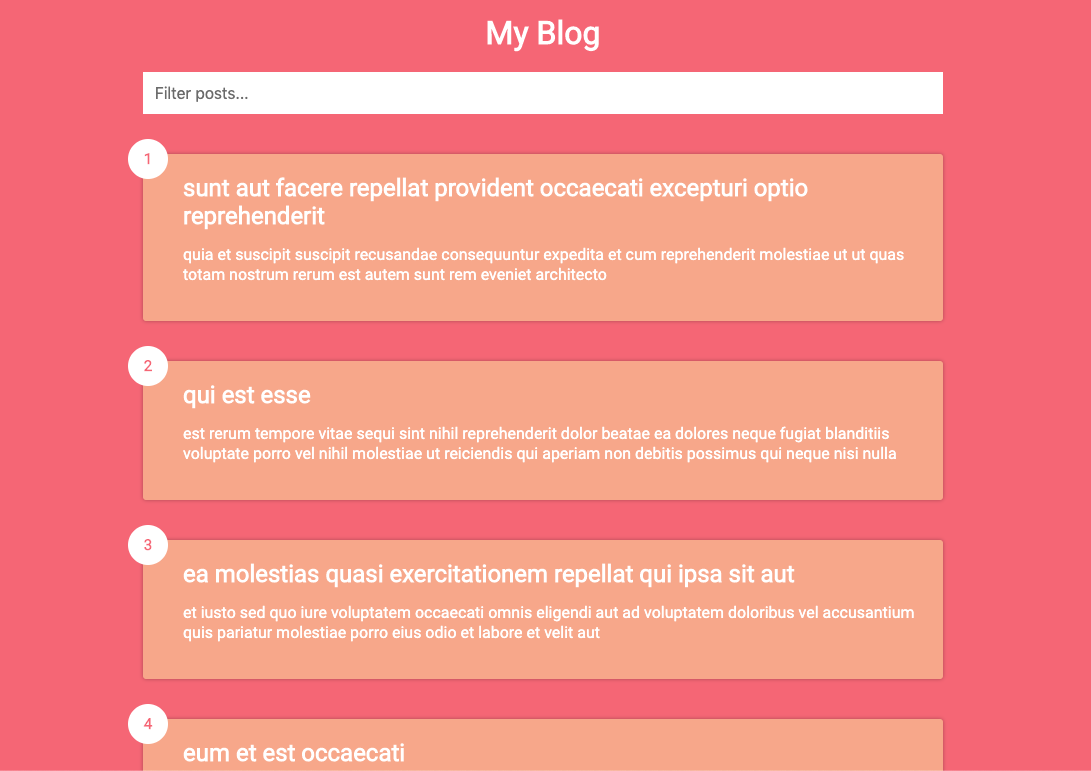 My Blog
Filter posts...
1
sunt aut facere repellat provident occaecati excepturi optio
reprehenderit
quia et suscipit suscipit recusandae consequuntur expedita et cum reprehenderit molestiae ut ut quas
totam nostrum rerum est autem sunt rem eveniet architecto
2
qui est esse
est rerum tempore vitae sequi sint nihil reprehenderit dolor beatae ea dolores neque fugiat blanditiis
voluptate porro vel nihil molestiae ut reiciendis qui aperiam non debitis possimus qui neque nisi nulla
3
ea molestias quasi exercitationem repellat qui ipsa sit aut
et iusto sed quo iure voluptatem occaecati omnis eligendi aut ad voluptatem doloribus vel accusantium
quis pariatur molestiae porro eius odio et labore et velit aut
4
eum et est occaecati